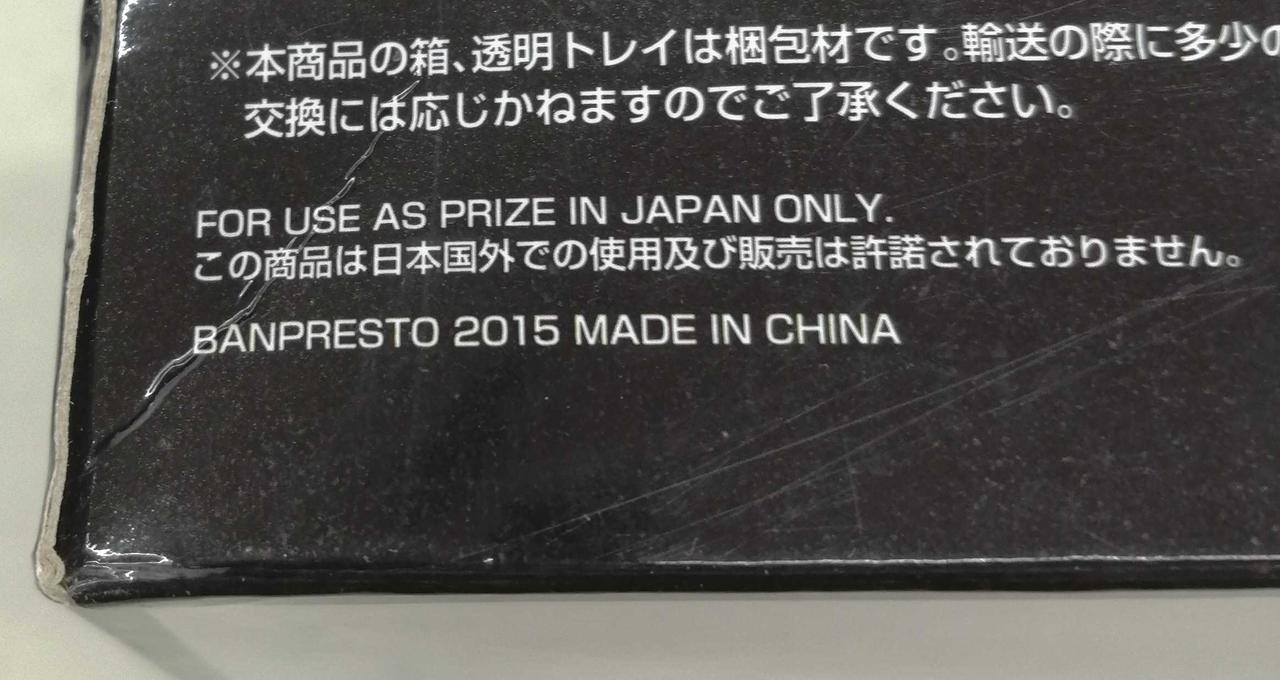 ※本商品の箱、透明トレイは梱包材です。輸送の際に多少の
交換には応じかねますのでご了承ください。
FOR USE AS PRIZE IN JAPAN ONLY.
この商品は日本国外での使用及び販売は許諾されておりません。
BANPRESTO 2015 MADE IN CHINA